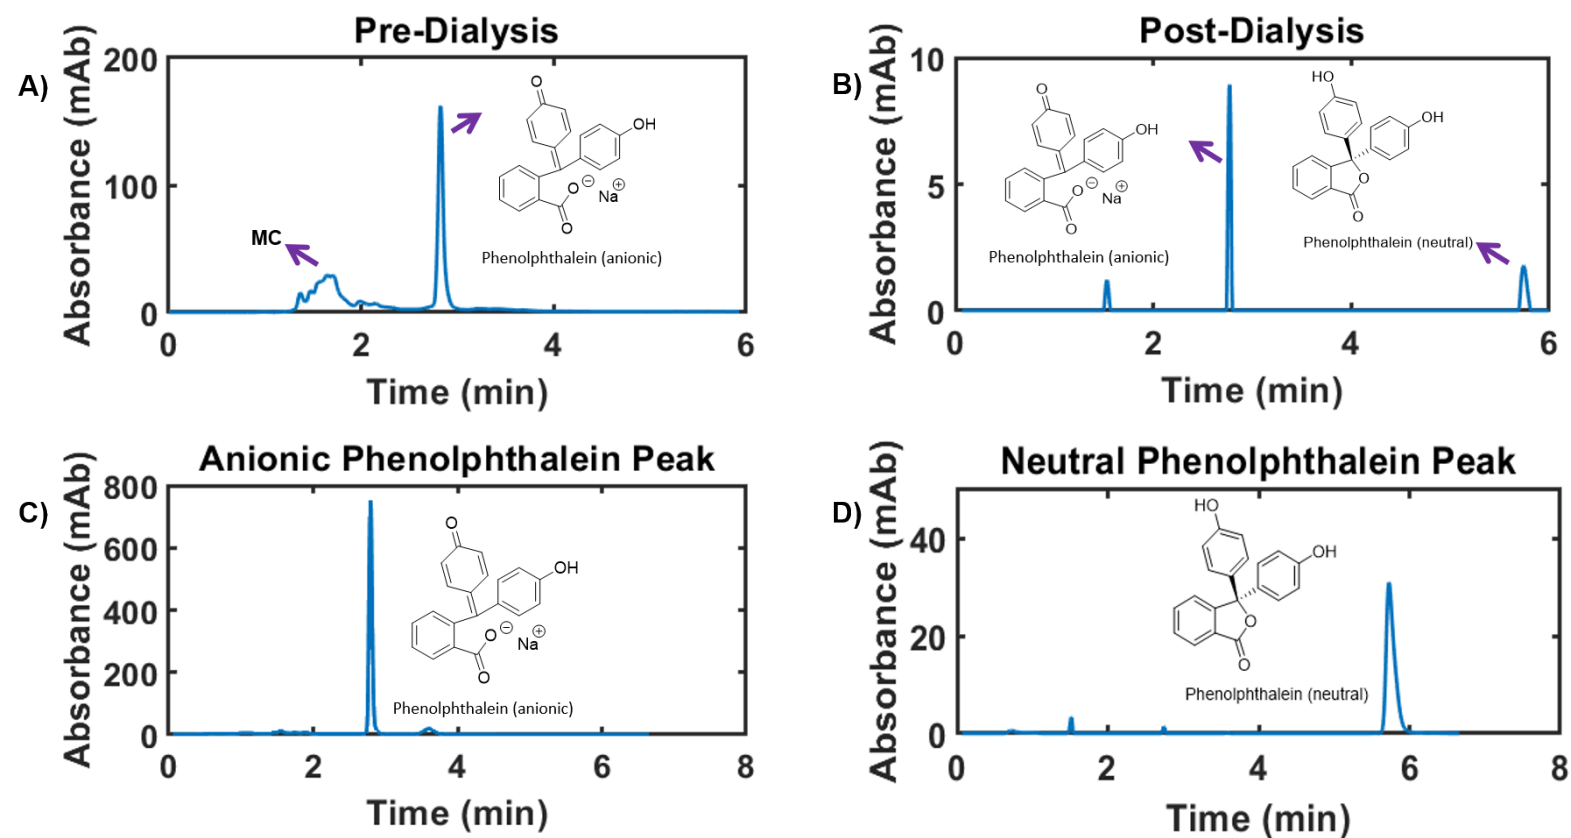 Pre-Dialysis
A)
Absorbance (mAb)
200
100
0
0 2 4 6
Time (min)
MC
O
OH
O⊖ Na⊕
O
Phenolphthalein (anionic)
Post-Dialysis
B)
Absorbance (mAb)
10
5
0
0 2 4 6
Time (min)
O
OH
O⊖ Na⊕
O
Phenolphthalein (anionic)
HO
OH
O
O
Phenolphthalein (neutral)
Anionic Phenolphthalein Peak
C)
Absorbance (mAb)
800
600
400
200
0
0 2 4 6 8
Time (min)
O
OH
O⊖ Na⊕
O
Phenolphthalein (anionic)
Neutral Phenolphthalein Peak
D)
Absorbance (mAb)
40
20
0
0 2 4 6 8
Time (min)
HO
OH
O
O
Phenolphthalein (neutral)